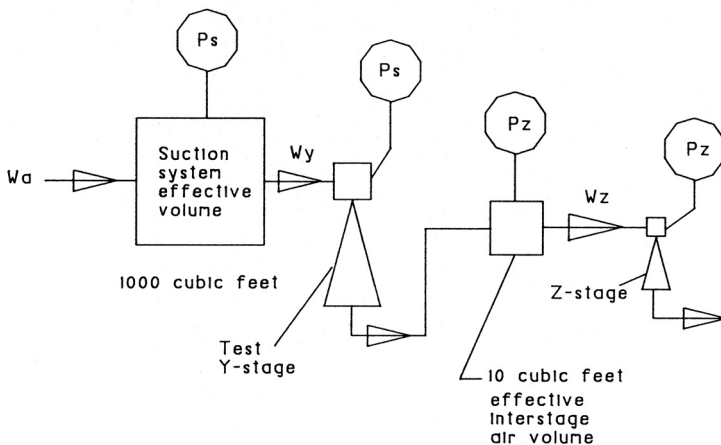 Ps
Ps
Pz
Pz
Wa
Suction
system
effective
volume
Wy
Wz
1000 cubic feet
Z-stage
Test
Y-stage
10 cubic feet
effective
interstage
air volume